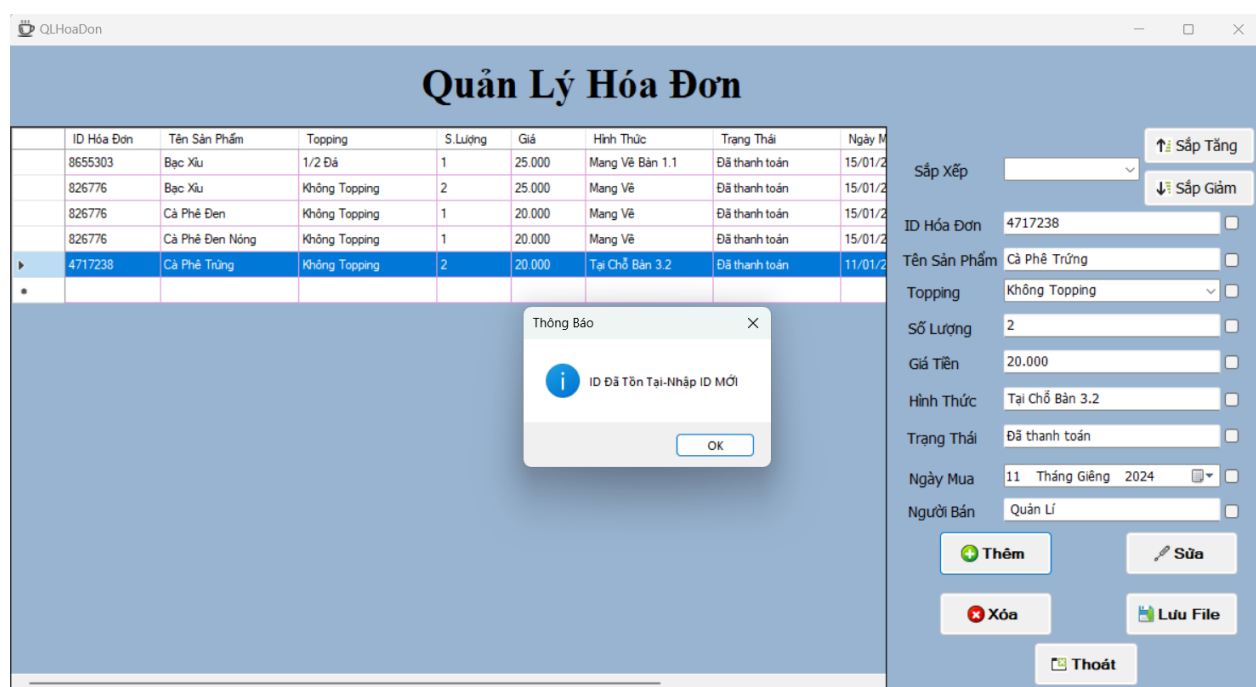 QLHoaDon
Quản Lý Hóa Đơn
ID Hóa Đơn Tên Sản Phẩm Topping S.Lượng Giá Hình Thức Trạng Thái Ngày M
8655303 Bạc Xỉu 1/2 Đá 1 25.000 Mang Về Bàn 1.1 Đã thanh toán 15/01/2
826776 Bạc Xỉu Không Topping 2 25.000 Mang Về Đã thanh toán 15/01/2
826776 Cà Phê Đen Không Topping 1 20.000 Mang Về Đã thanh toán 15/01/2
826776 Cà Phê Đen Nóng Không Topping 1 20.000 Mang Về Đã thanh toán 15/01/2
4717238 Cà Phê Trứng Không Topping 2 20.000 Tại Chỗ Bàn 3.2 Đã thanh toán 11/01/2
Thông Báo
ID Đã Tồn Tại-Nhập ID MỚI
OK
Sắp Tăng
Sắp Xếp
Sắp Giảm
ID Hóa Đơn 4717238
Tên Sản Phẩm Cà Phê Trứng
Topping Không Topping
Số Lượng 2
Giá Tiền 20.000
Hình Thức Tại Chỗ Bàn 3.2
Trạng Thái Đã thanh toán
Ngày Mua 11 Tháng Giêng 2024
Người Bán Quản Lí
Thêm Sửa
Xóa Lưu File
Thoát